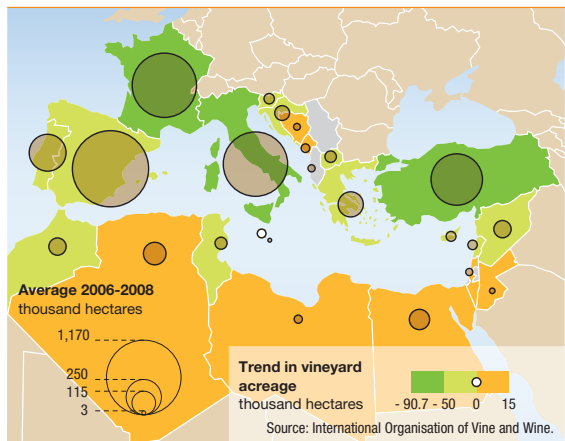 Average 2006-2008
thousand hectares
1,170
250
115
3
Trend in vineyard
acreage
thousand hectares
- 90.7 - 50 0 15
Source: International Organisation of Vine and Wine.